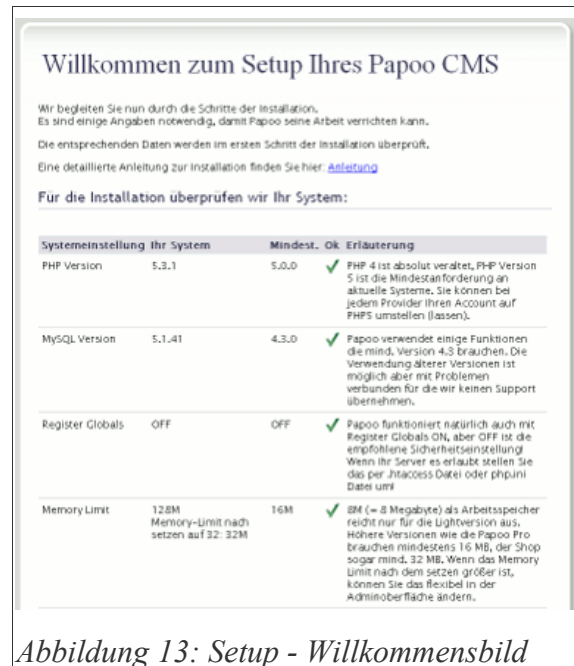 Willkommen zum Setup Ihres Papoo CMS
Wir begleiten Sie nun durch die Schritte der Installation.
Es sind einige Angaben notwendig, damit Papoo seine Arbeit verrichten kann.
Die entsprechenden Daten werden im ersten Schritt der Installation überprüft.
Eine detaillierte Anleitung zur Installation finden Sie hier: Anleitung
Für die Installation überprüfen wir Ihr System:
Systemeinstellung Ihr System Mindest. Ok Erläuterung
PHP Version 5.3.1 5.0.0 ✓ PHP 4 ist absolut veraltet, PHP Version
5 ist die Mindestanforderung an
aktuelle Systeme. Sie können bei
jedem Provider Ihren Account auf
PHP5 umstellen (lassen).
MySQL Version 5.1.41 4.3.0 ✓ Papoo verwendet einige Funktionen
die mind. Version 4.3 brauchen. Die
Verwendung älterer Versionen ist
möglich aber mit Problemen
verbunden für die wir keinen Support
übernehmen.
Register Globals OFF OFF ✓ Papoo funktioniert natürlich auch mit
Register Globals ON, aber OFF ist die
empfohlene Sicherheitseinstellung!
Wenn Ihr Server es erlaubt stellen Sie
das per .htaccess Datei oder php.ini
Datei um!
Memory Limit 128M 16M ✓ 8M (= 8 Megabyte) als Arbeitsspeicher
Memory-Limit nach reicht nur für die Lightversion aus.
setzen auf 32: 32M Höhere Versionen wie die Papoo Pro
brauchen mindestens 16 MB, der Shop
sogar mind. 32 MB. Wenn das Memory
Limit nach dem setzen größer ist,
können Sie das flexibel in der
Adminoberfläche ändern.
Abbildung 13: Setup - Willkommensbild